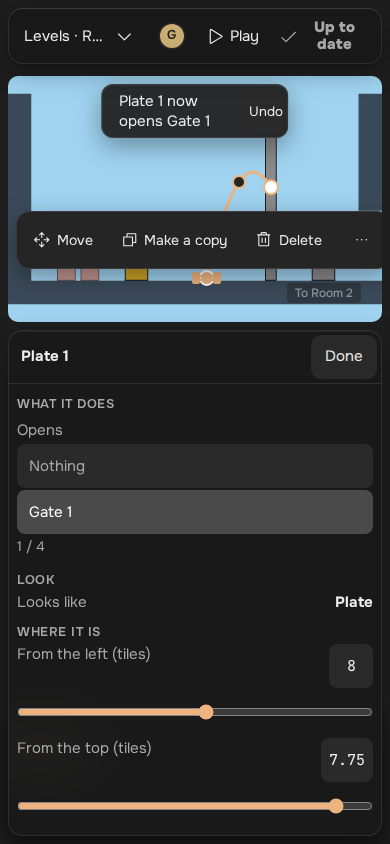 Levels · R...
G
Play
Up to
date
Plate 1 now
opens Gate 1
Undo
Move
Make a copy
Delete
...
To Room 2
Plate 1
Done
WHAT IT DOES
Opens
Nothing
Gate 1
1 / 4
LOOK
Looks like
Plate
WHERE IT IS
From the left (tiles)
8
From the top (tiles)
7.75